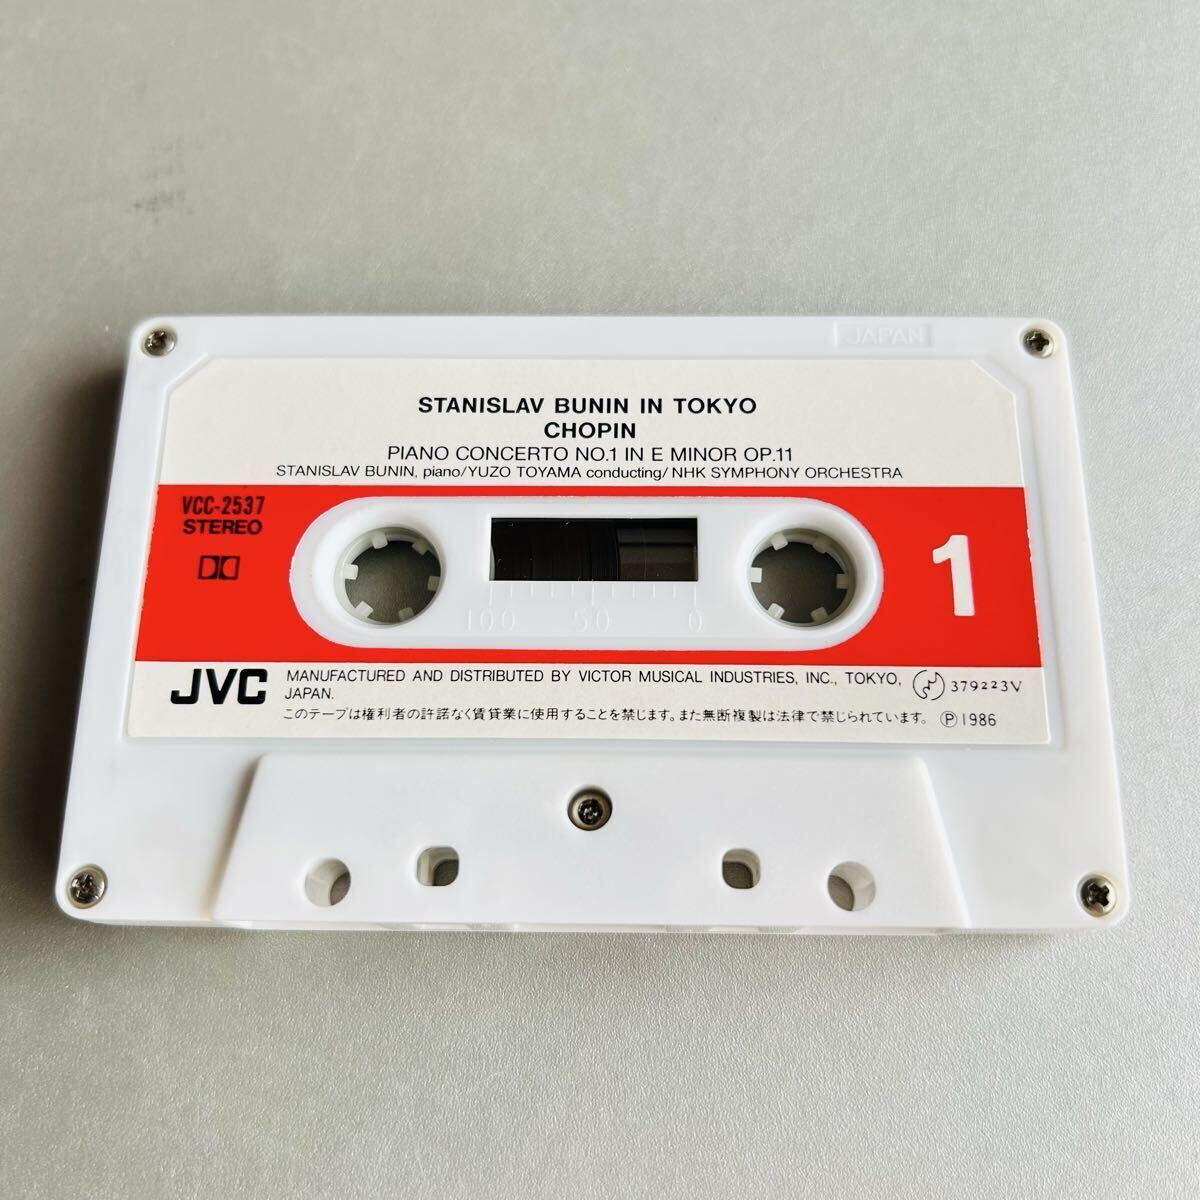 JAPAN
STANISLAV BUNIN IN TOKYO
CHOPIN
PIANO CONCERTO NO.1 IN E MINOR OP.11
STANISLAV BUNIN, piano/YUZO TOYAMA conducting/NHK SYMPHONY ORCHESTRA
VCC-2537
STEREO
1
100 50 0
JVC
MANUFACTURED AND DISTRIBUTED BY VICTOR MUSICAL INDUSTRIES, INC., TOKYO,
JAPAN.
379223V
このテープは権利者の許諾なく賃貸業に使用することを禁じます。また無断複製は法律で禁じられています。 Ⓟ1986